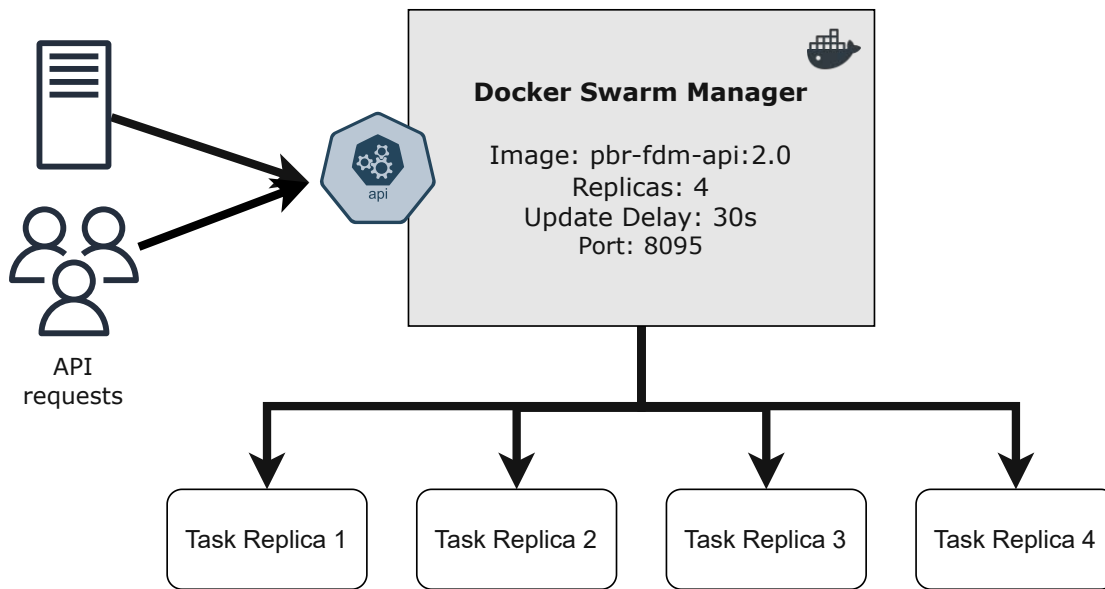 Docker Swarm Manager
Image: pbr-fdm-api:2.0
Replicas: 4
Update Delay: 30s
Port: 8095
api
API
requests
Task Replica 1
Task Replica 2
Task Replica 3
Task Replica 4